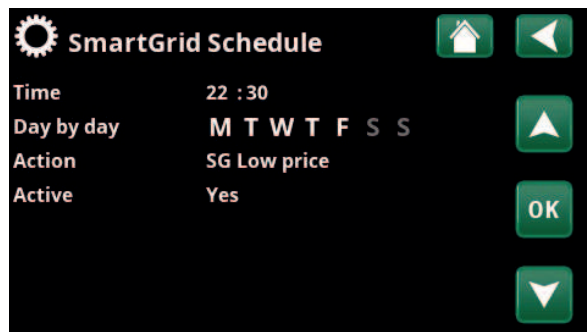 SmartGrid Schedule
Time 22 :30
Day by day M T W T F S S
Action SG Low price
Active Yes
OK